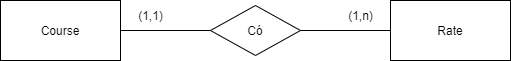 Course
(1,1)
Có
(1,n)
Rate